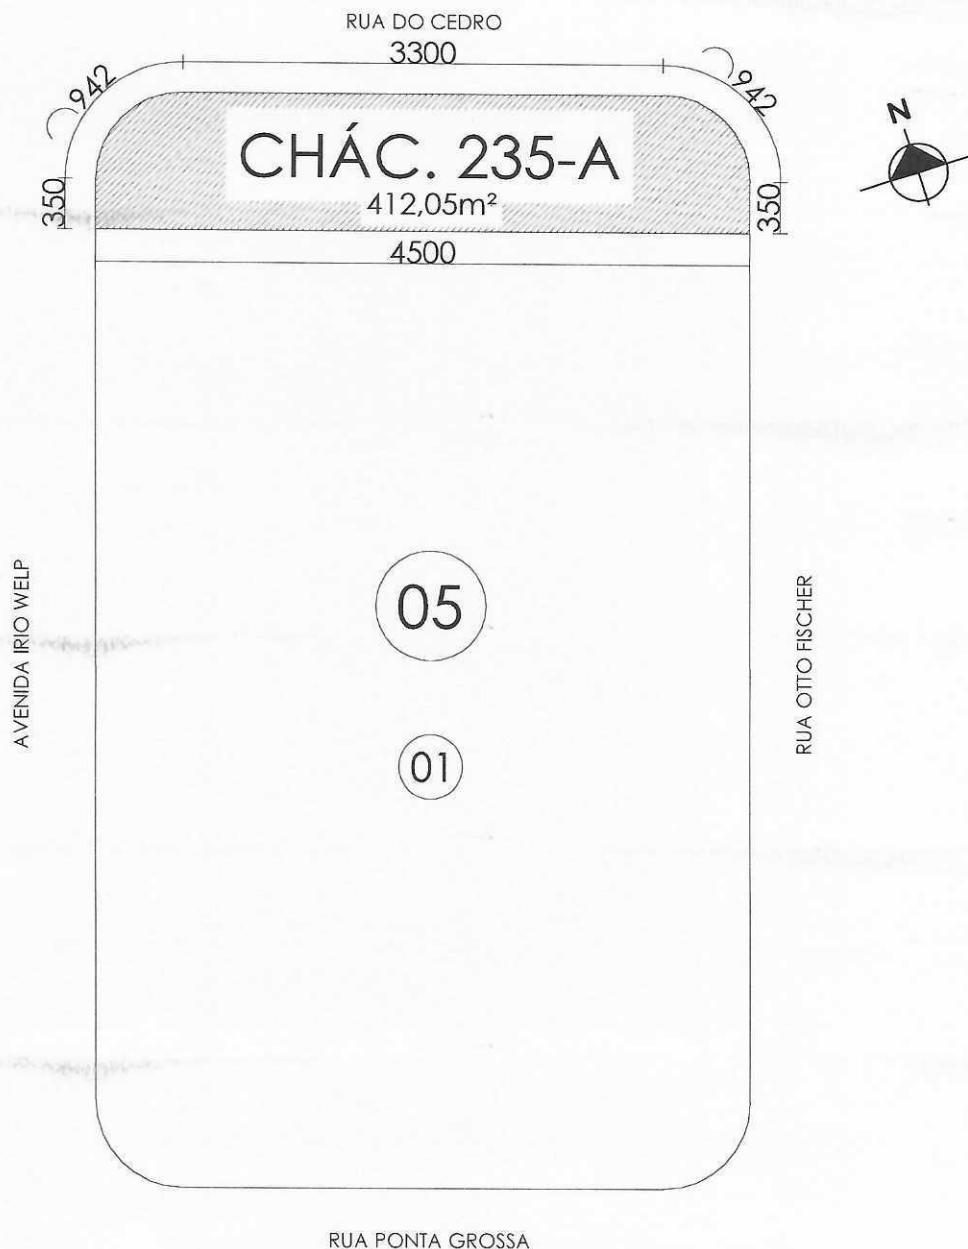 RUA DO CEDRO
3300
942
942
N
CHÁC. 235-A
412,05m²
350
350
4500
05
AVENIDA IRIO WELP
RUA OTTO FISCHER
01
RUA PONTA GROSSA